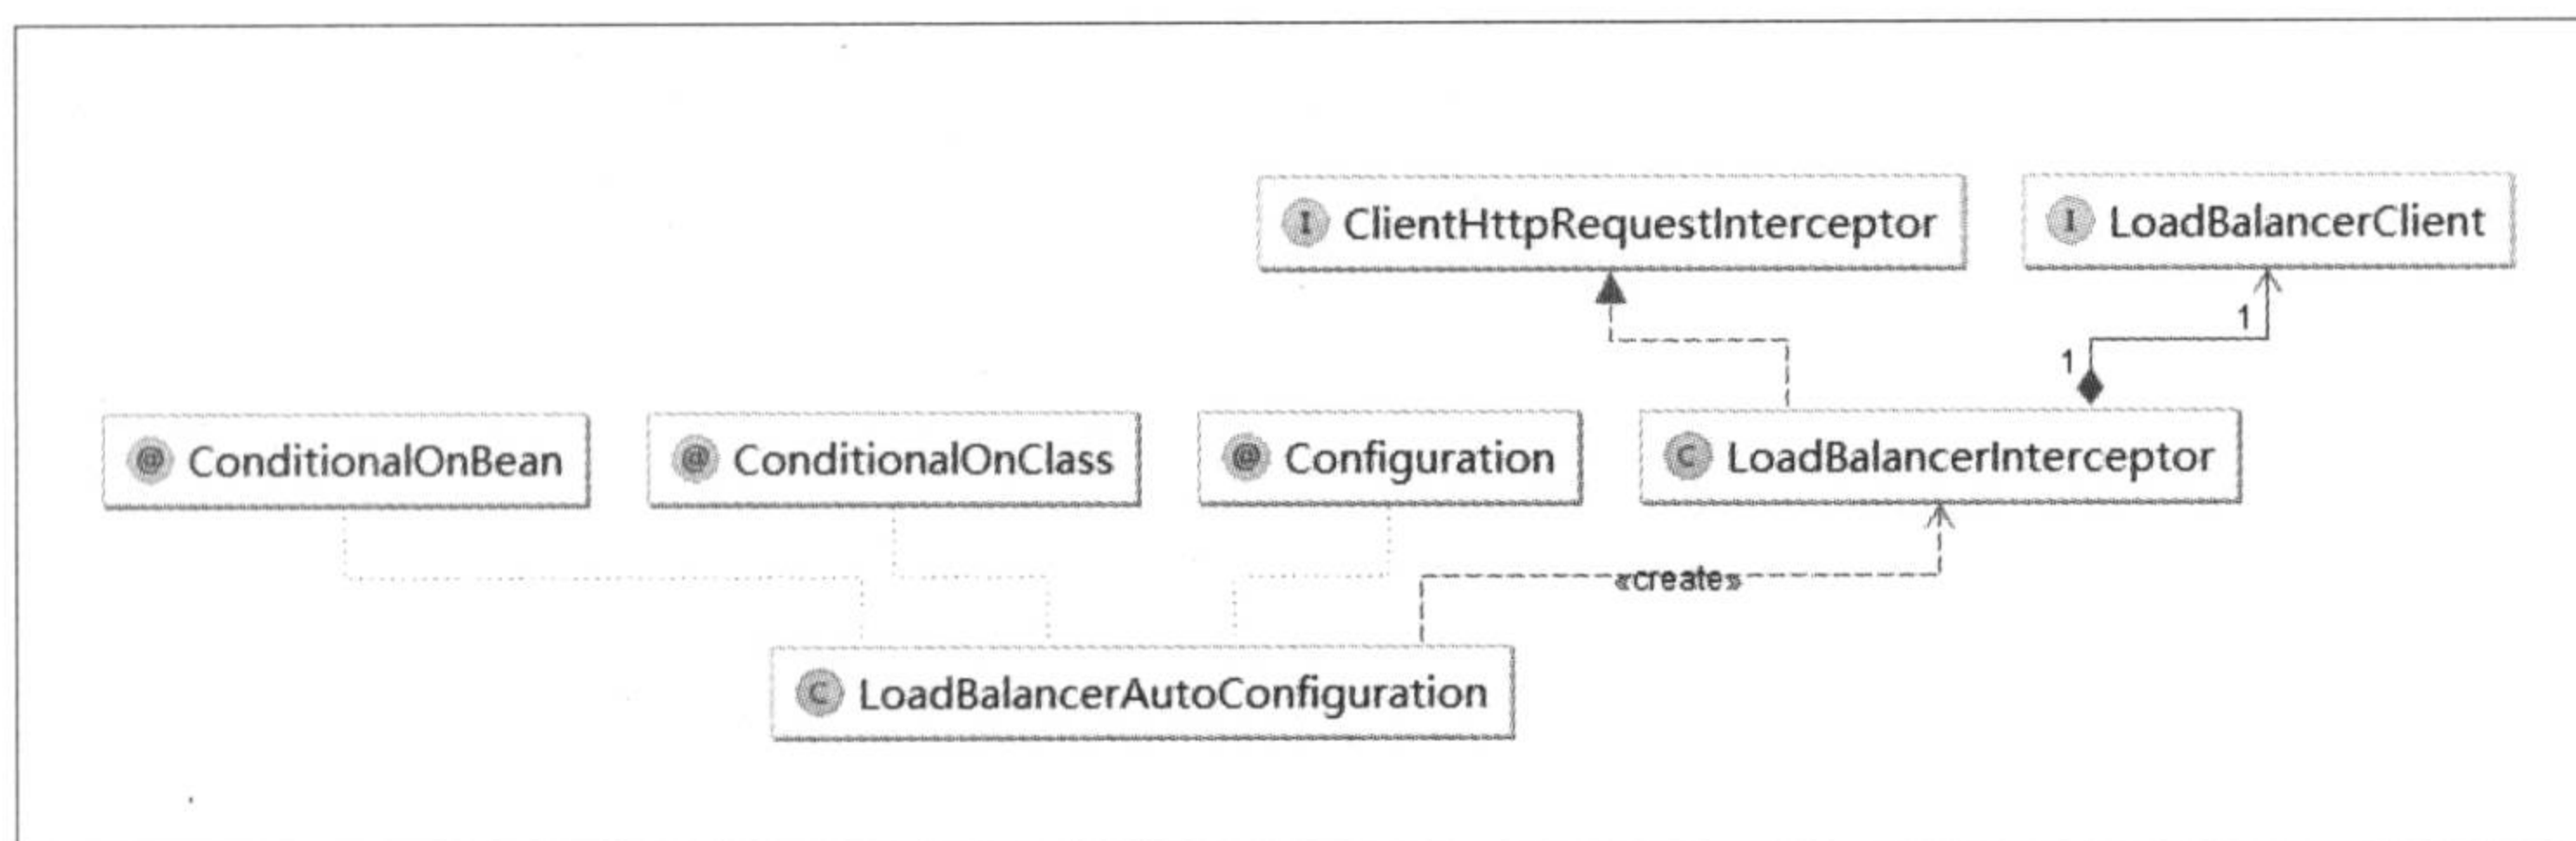 I ClientHttpRequestInterceptor
I LoadBalancerClient
1
1
@ ConditionalOnBean
@ ConditionalOnClass
@ Configuration
C LoadBalancerInterceptor
«create»
C LoadBalancerAutoConfiguration